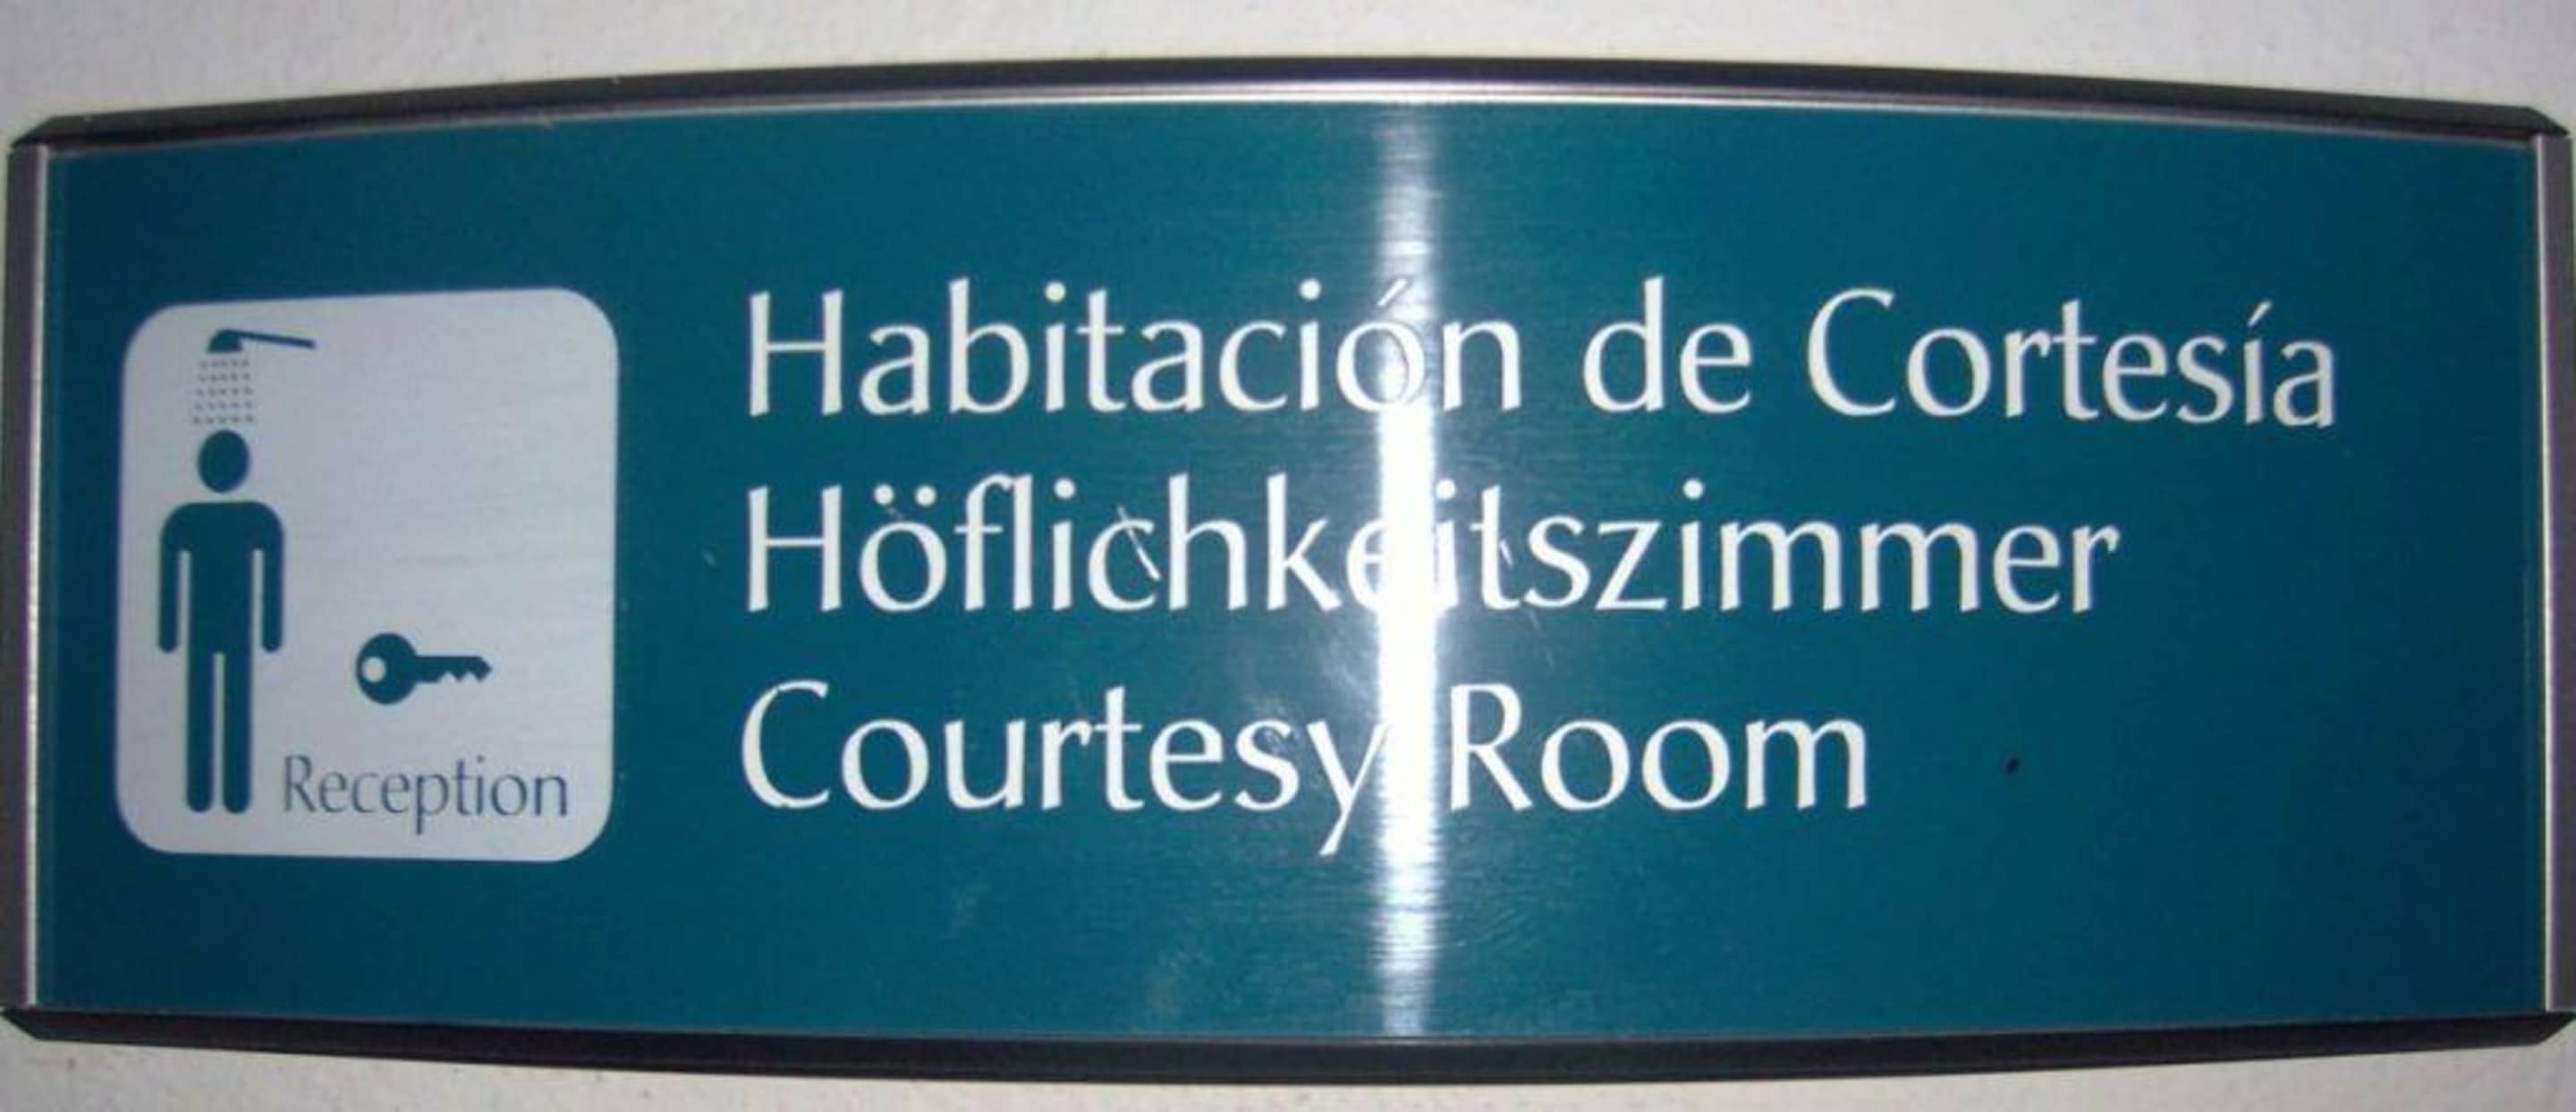 Habitación de Cortesía
Höflichkeitszimmer
Courtesy Room
Reception